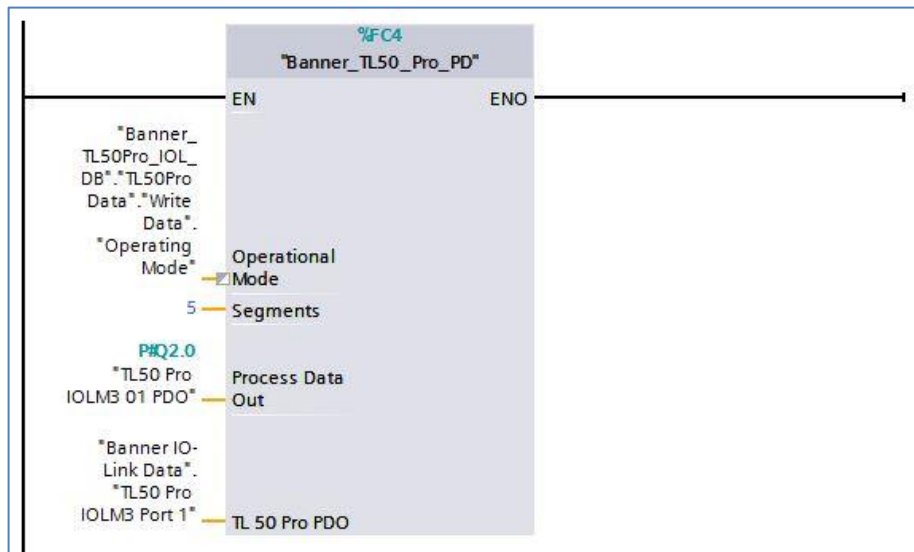 %FC4
"Banner_TL50_Pro_PD"
EN
ENO
"Banner_
TL50Pro_IOL_
DB"."TL50Pro
Data"."Write
Data".
"Operating
Mode"
Operational
Mode
5
Segments
P#Q2.0
"TL50 Pro
IOLM3 01 PDO"
Process Data
Out
"Banner IO-
Link Data".
"TL50 Pro
IOLM3 Port 1"
TL 50 Pro PDO